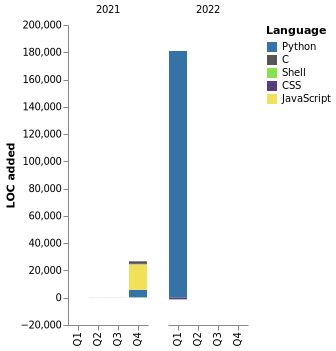 2021
2022
Language
Python
C
Shell
CSS
JavaScript
LOC added
200,000
180,000
160,000
140,000
120,000
100,000
80,000
60,000
40,000
20,000
0
−20,000
Q1
Q2
Q3
Q4
Q1
Q2
Q3
Q4